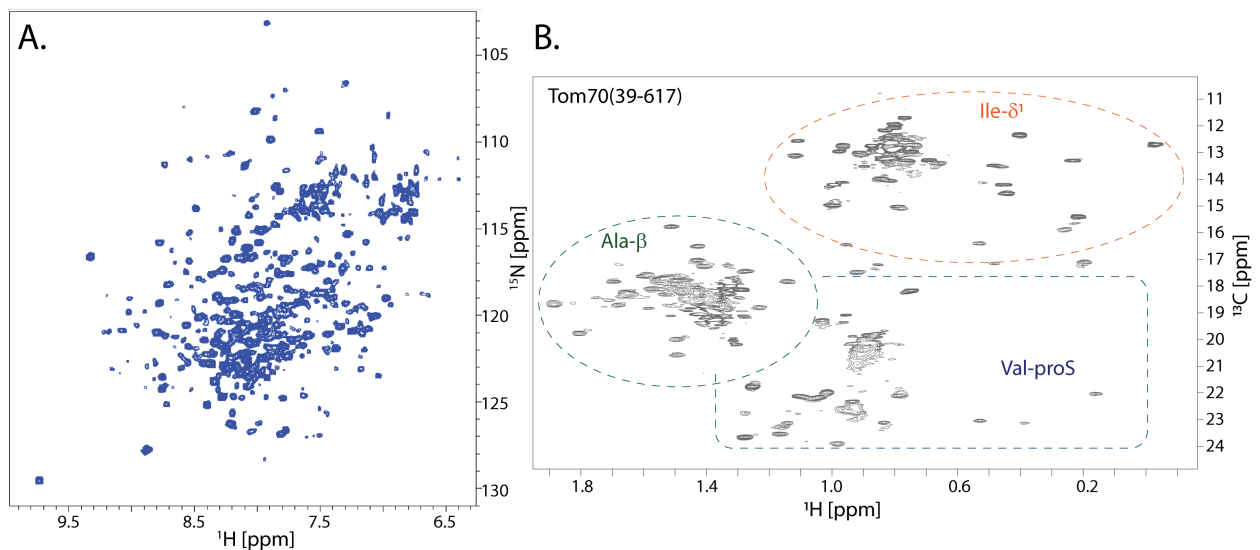 A.
105
110
115
120
125
130
¹⁵N [ppm]
9.5 8.5 7.5 6.5
¹H [ppm]
B.
Tom70(39-617)
Ile-δ¹
Ala-β
Val-proS
11
12
13
14
15
16
17
18
19
20
21
22
23
24
¹³C [ppm]
1.8 1.4 1.0 0.6 0.2
¹H [ppm]